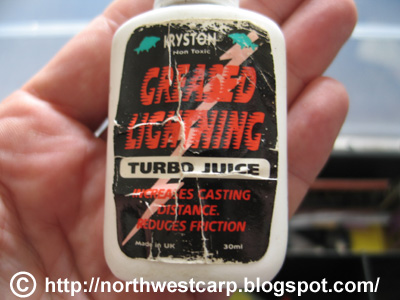 KRYSTON
Non Toxic
GREASED
LIGHTNING
TURBO JUICE
INCREASES CASTING
DISTANCE.
REDUCES FRICTION
Made in UK 30ml
© http://northwestcarp.blogspot.com/